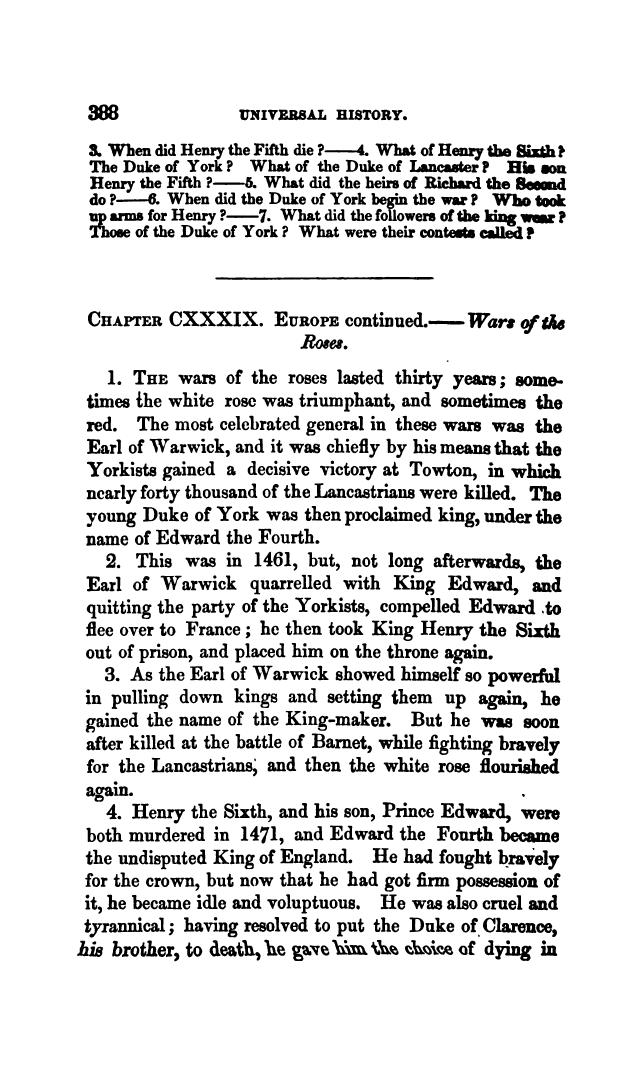 388 UNIVERSAL HISTORY.
3. When did Henry the Fifth die?——4. What of Henry the Sixth?
The Duke of York? What of the Duke of Lancaster? His son
Henry the Fifth?——5. What did the heirs of Richard the Second
do?——6. When did the Duke of York begin the war? Who took
up arms for Henry?——7. What did the followers of the king wear?
Those of the Duke of York? What were their contests called?
CHAPTER CXXXIX. EUROPE continued.——Wars of the
Roses.
1. THE wars of the roses lasted thirty years; some-
times the white rose was triumphant, and sometimes the
red. The most celebrated general in these wars was the
Earl of Warwick, and it was chiefly by his means that the
Yorkists gained a decisive victory at Towton, in which
nearly forty thousand of the Lancastrians were killed. The
young Duke of York was then proclaimed king, under the
name of Edward the Fourth.
2. This was in 1461, but, not long afterwards, the
Earl of Warwick quarrelled with King Edward, and
quitting the party of the Yorkists, compelled Edward to
flee over to France; he then took King Henry the Sixth
out of prison, and placed him on the throne again.
3. As the Earl of Warwick showed himself so powerful
in pulling down kings and setting them up again, he
gained the name of the King-maker. But he was soon
after killed at the battle of Barnet, while fighting bravely
for the Lancastrians, and then the white rose flourished
again.
4. Henry the Sixth, and his son, Prince Edward, were
both murdered in 1471, and Edward the Fourth became
the undisputed King of England. He had fought bravely
for the crown, but now that he had got firm possession of
it, he became idle and voluptuous. He was also cruel and
tyrannical; having resolved to put the Duke of Clarence,
his brother, to death, he gave him the choice of dying in